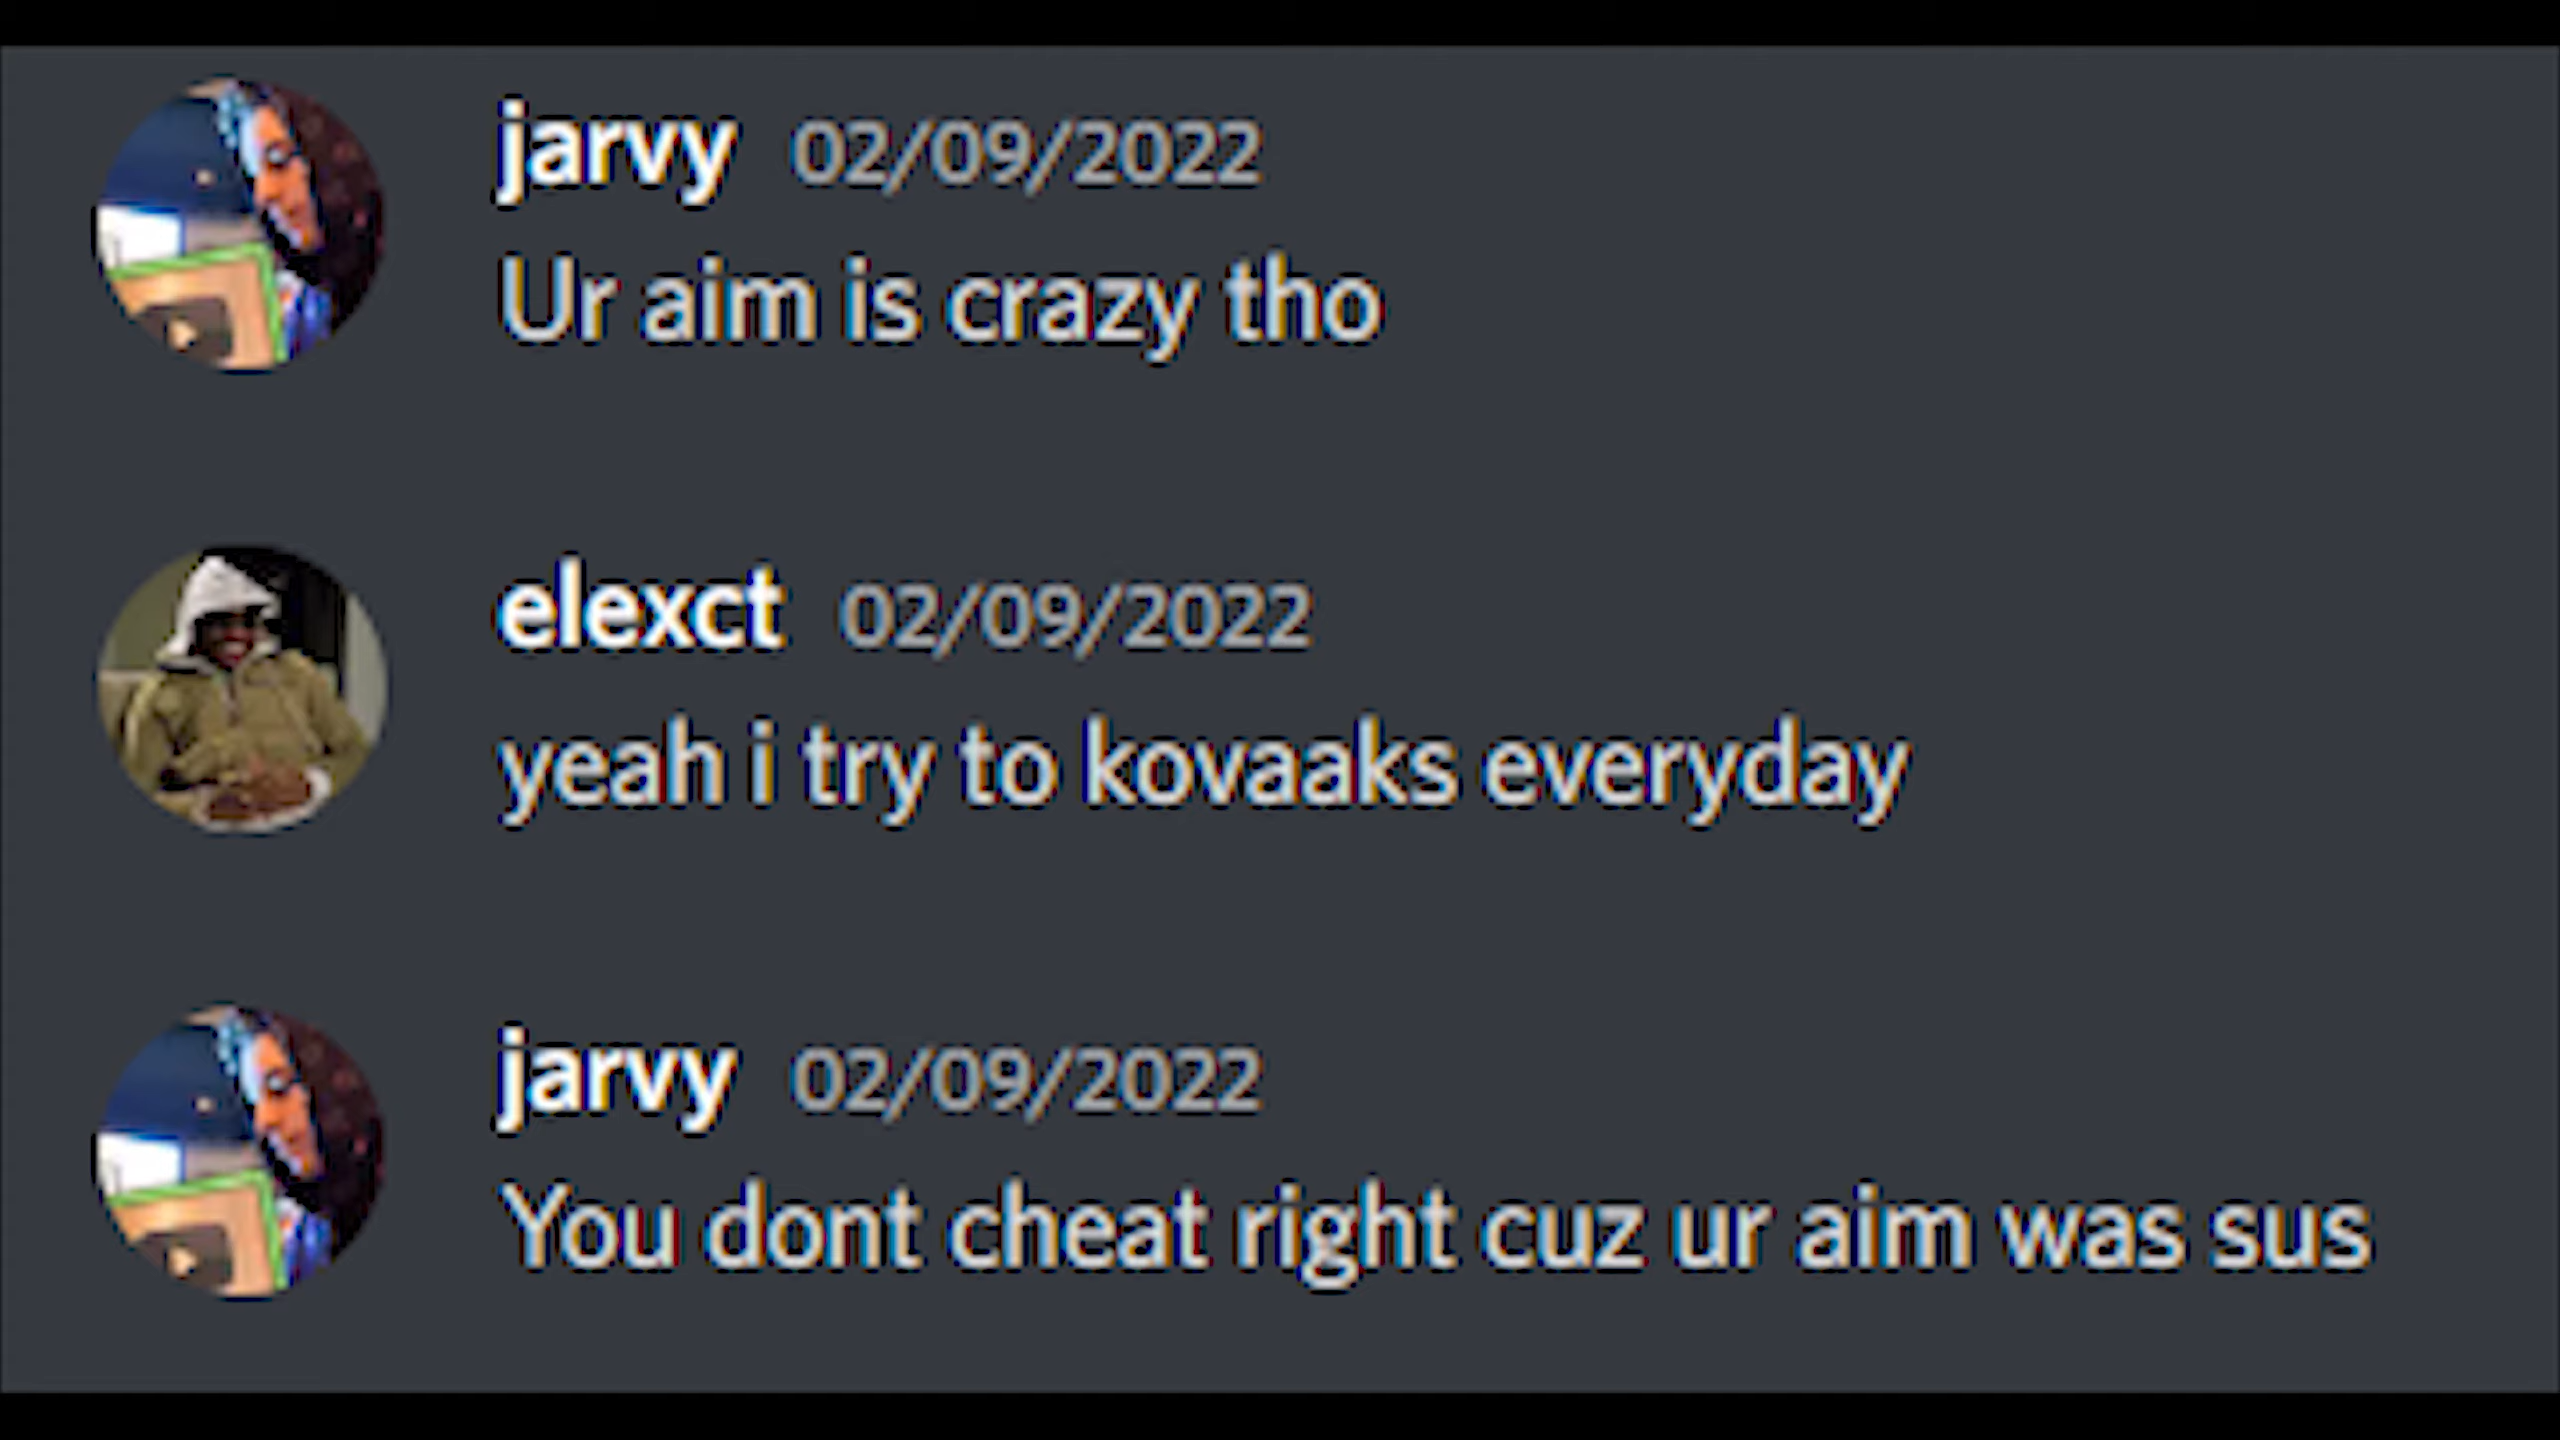 jarvy 02/09/2022
Ur aim is crazy tho
elexct 02/09/2022
yeah i try to kovaaks everyday
jarvy 02/09/2022
You dont cheat right cuz ur aim was sus